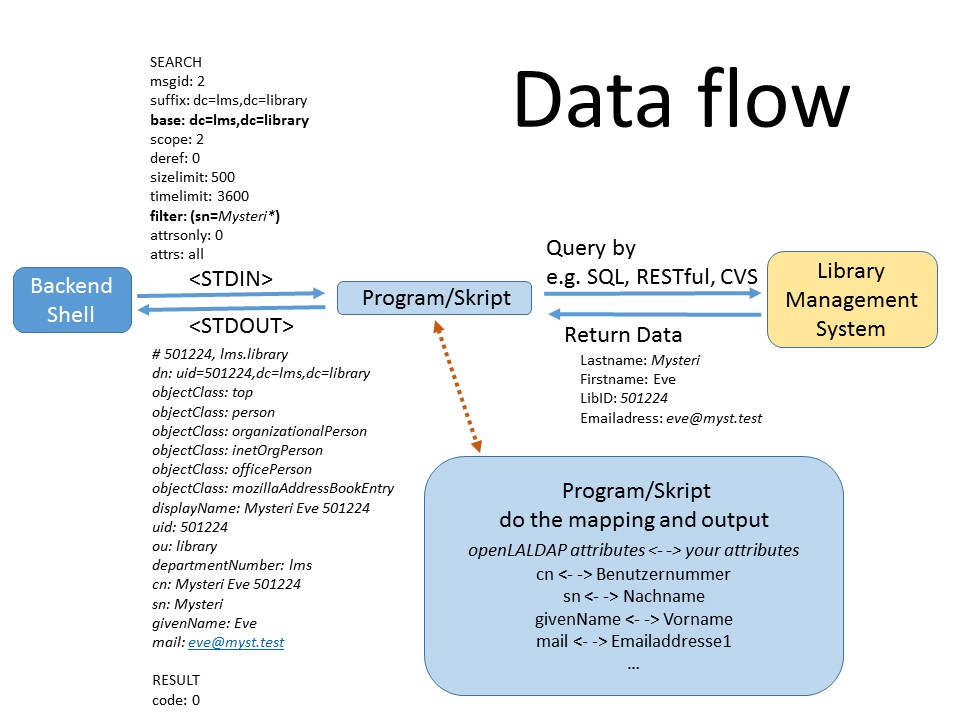 Data flow
SEARCH
msgid: 2
suffix: dc=lms,dc=library
base: dc=lms,dc=library
scope: 2
deref: 0
sizelimit: 500
timelimit: 3600
filter: (sn=Mysteri*)
attrsonly: 0
attrs: all
Backend
Shell
<STDIN>
<STDOUT>
Program/Skript
Query by
e.g. SQL, RESTful, CVS
Return Data
Lastname: Mysteri
Firstname: Eve
LibID: 501224
Emailadress: eve@myst.test
Library
Management
System
# 501224, lms.library
dn: uid=501224,dc=lms,dc=library
objectClass: top
objectClass: person
objectClass: organizationalPerson
objectClass: inetOrgPerson
objectClass: officePerson
objectClass: mozillaAddressBookEntry
displayName: Mysteri Eve 501224
uid: 501224
ou: library
departmentNumber: lms
cn: Mysteri Eve 501224
sn: Mysteri
givenName: Eve
mail: eve@myst.test
RESULT
code: 0
Program/Skript
do the mapping and output
openLALDAP attributes <- -> your attributes
cn <- -> Benutzernummer
sn <- -> Nachname
givenName <- -> Vorname
mail <- -> Emailaddresse1
...